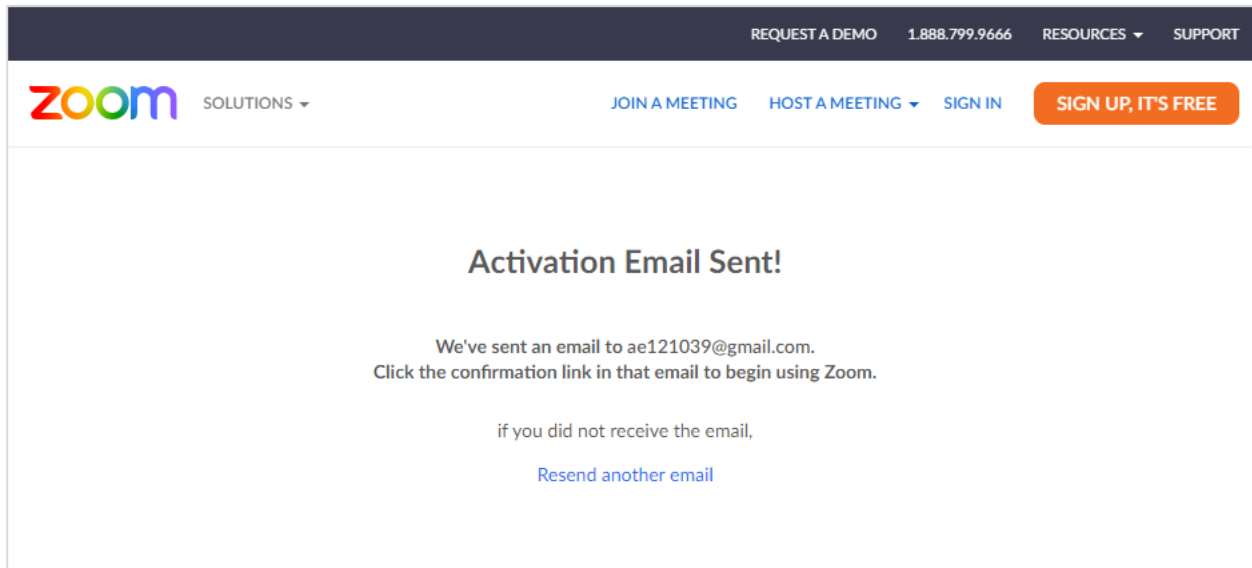 REQUEST A DEMO 1.888.799.9666 RESOURCES SUPPORT
zoom SOLUTIONS JOIN A MEETING HOST A MEETING SIGN IN SIGN UP, IT'S FREE
Activation Email Sent!
We've sent an email to ae121039@gmail.com.
Click the confirmation link in that email to begin using Zoom.
if you did not receive the email,
Resend another email